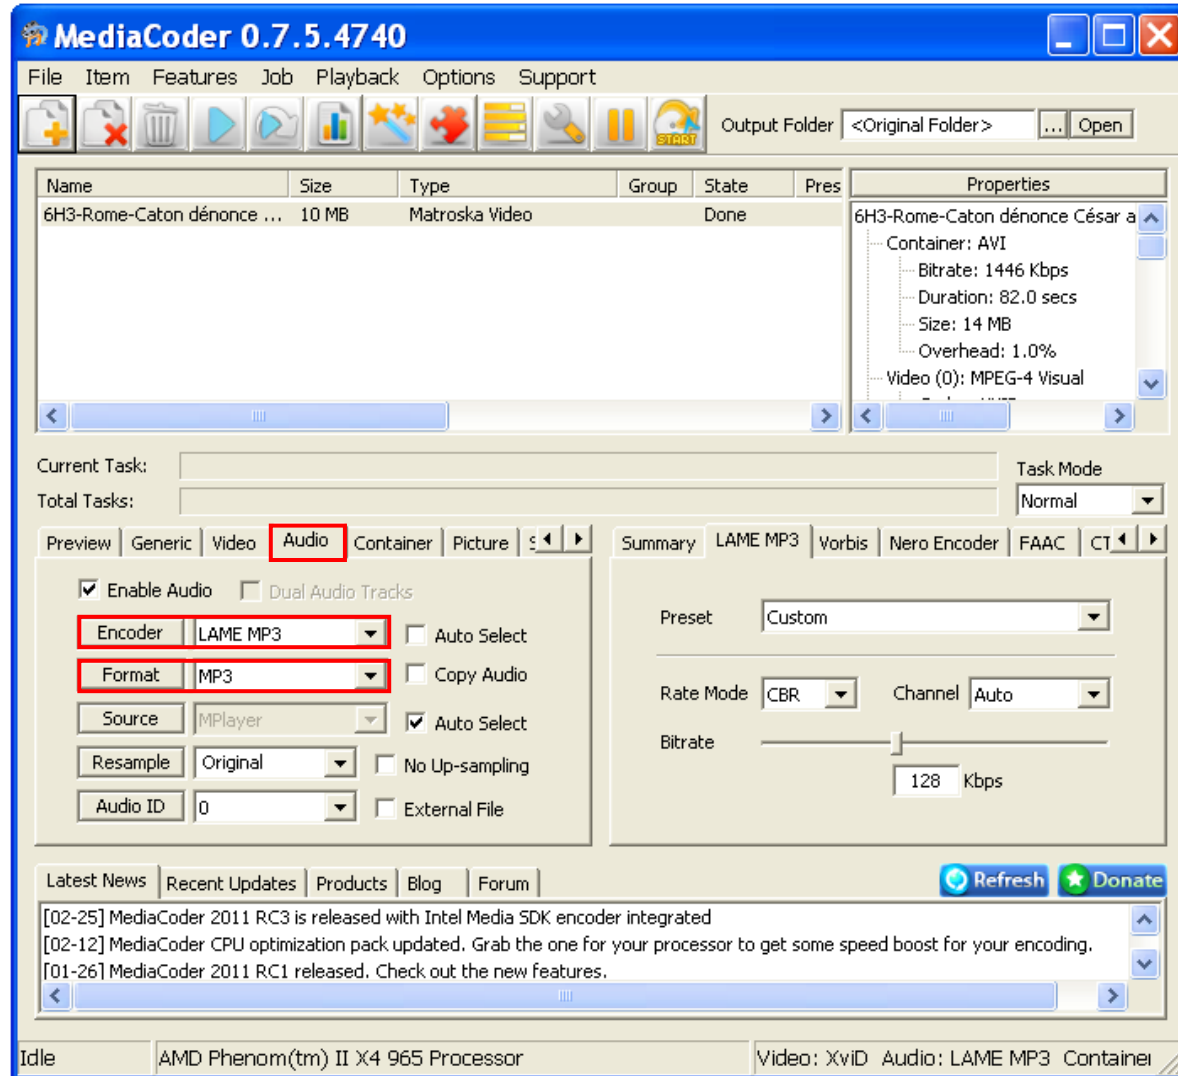 MediaCoder 0.7.5.4740
File Item Features Job Playback Options Support
START
Output Folder <Original Folder> ... Open
Name Size Type Group State Pres
6H3-Rome-Caton dénonce ... 10 MB Matroska Video Done
Properties
6H3-Rome-Caton dénonce César a
Container: AVI
Bitrate: 1446 Kbps
Duration: 82.0 secs
Size: 14 MB
Overhead: 1.0%
Video (0): MPEG-4 Visual
Current Task:
Total Tasks:
Task Mode
Normal
Preview Generic Video Audio Container Picture S
Enable Audio Dual Audio Tracks
Encoder LAME MP3 Auto Select
Format MP3 Copy Audio
Source MPlayer Auto Select
Resample Original No Up-sampling
Audio ID 0 External File
Summary LAME MP3 Vorbis Nero Encoder FAAC CT
Preset Custom
Rate Mode CBR Channel Auto
Bitrate
128 Kbps
Latest News Recent Updates Products Blog Forum
Refresh Donate
[02-25] MediaCoder 2011 RC3 is released with Intel Media SDK encoder integrated
[02-12] MediaCoder CPU optimization pack updated. Grab the one for your processor to get some speed boost for your encoding.
[01-26] MediaCoder 2011 RC1 released. Check out the new features.
Idle AMD Phenom(tm) II X4 965 Processor Video: XviD Audio: LAME MP3 Container